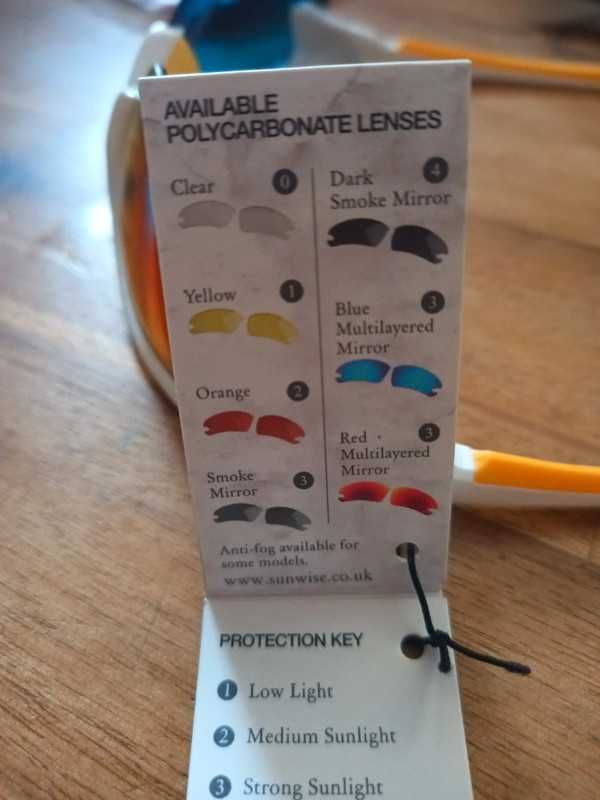 AVAILABLE
POLYCARBONATE LENSES
Clear 0
Yellow 1
Orange 2
Smoke 3
Mirror
Dark 4
Smoke Mirror
Blue 3
Multilayered
Mirror
Red 3
Multilayered
Mirror
Anti-fog available for
some models.
www.sunwise.co.uk
PROTECTION KEY
1 Low Light
2 Medium Sunlight
3 Strong Sunlight